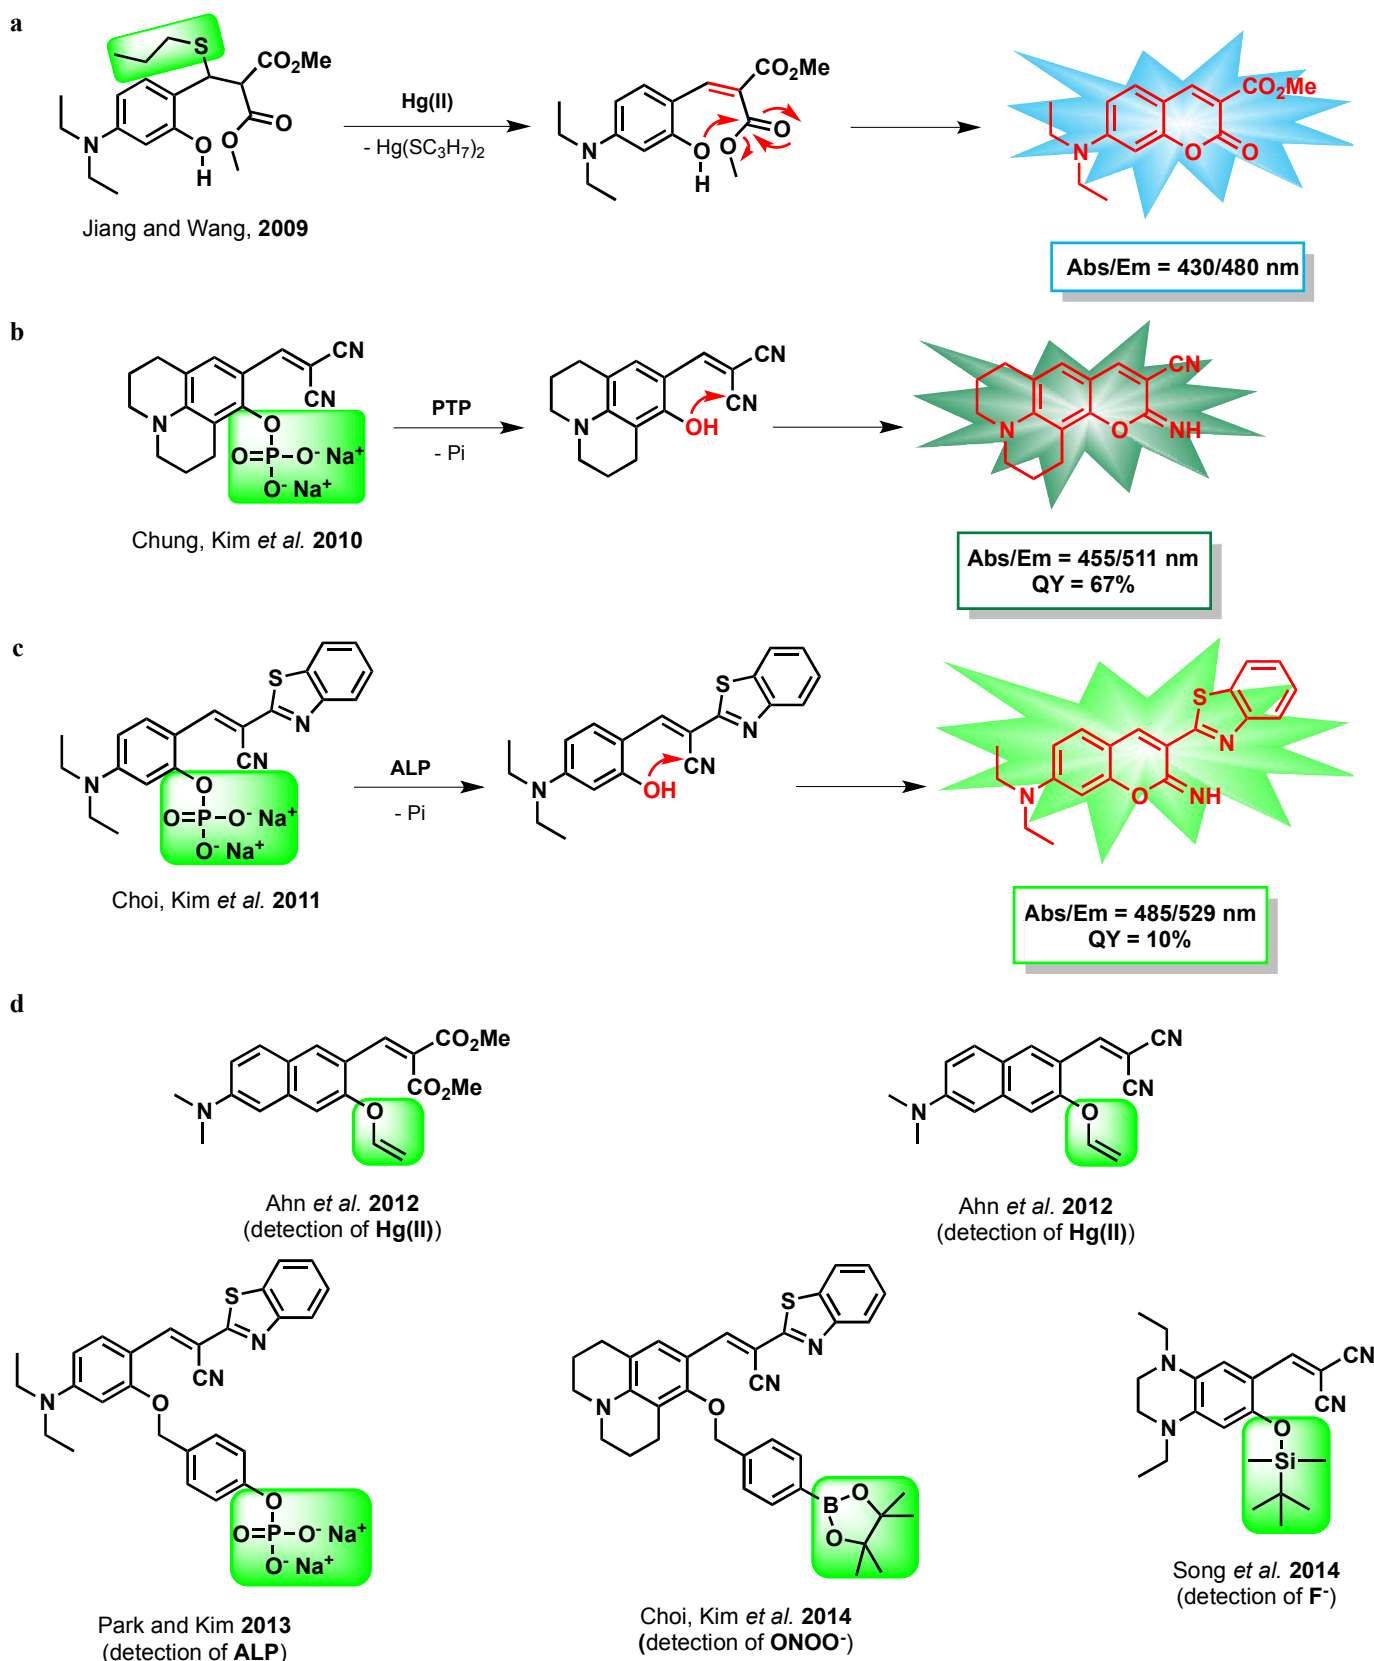 a
S
CO₂Me
O
O
N
O
H
Hg(II)
- Hg(SC₃H₇)₂
CO₂Me
O
O
N
O
H
CO₂Me
N
O
O
Jiang and Wang, 2009
Abs/Em = 430/480 nm
b
CN
CN
N
O
O=P–O⁻ Na⁺
O⁻ Na⁺
PTP
- Pi
CN
CN
N
OH
CN
N
O
NH
Chung, Kim et al. 2010
Abs/Em = 455/511 nm
QY = 67%
c
S
N
CN
N
O
O=P–O⁻ Na⁺
O⁻ Na⁺
ALP
- Pi
S
N
CN
N
OH
S
N
N
O
NH
Choi, Kim et al. 2011
Abs/Em = 485/529 nm
QY = 10%
d
CO₂Me
CO₂Me
N
O
CN
CN
N
O
Ahn et al. 2012
(detection of Hg(II))
Ahn et al. 2012
(detection of Hg(II))
S
N
CN
N
O
O
O=P–O⁻ Na⁺
O⁻ Na⁺
S
N
CN
N
O
B
O
O
N
CN
CN
N
O
Si
Park and Kim 2013
(detection of ALP)
Choi, Kim et al. 2014
(detection of ONOO⁻)
Song et al. 2014
(detection of F⁻)